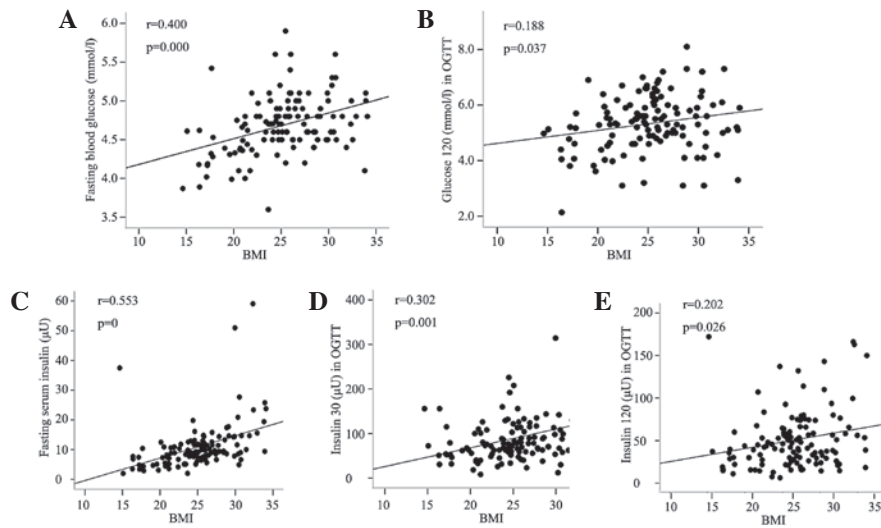 A
r=0.400
p=0.000
Fasting blood glucose (mmol/l)
6.0
5.5
5.0
4.5
4.0
3.5
10 15 20 25 30 35
BMI
B
r=0.188
p=0.037
Glucose 120 (mmol/l) in OGTT
8.0
6.0
4.0
2.0
10 15 20 25 30 35
BMI
C
r=0.553
p=0
Fasting serum insulin (μU)
60
50
40
30
20
10
0
10 15 20 25 30 35
BMI
D
r=0.302
p=0.001
Insulin 30 (μU) in OGTT
400
300
200
100
0
10 15 20 25 30
BMI
E
r=0.202
p=0.026
Insulin 120 (μU) in OGTT
200
150
100
50
0
10 15 20 25 30 35
BMI